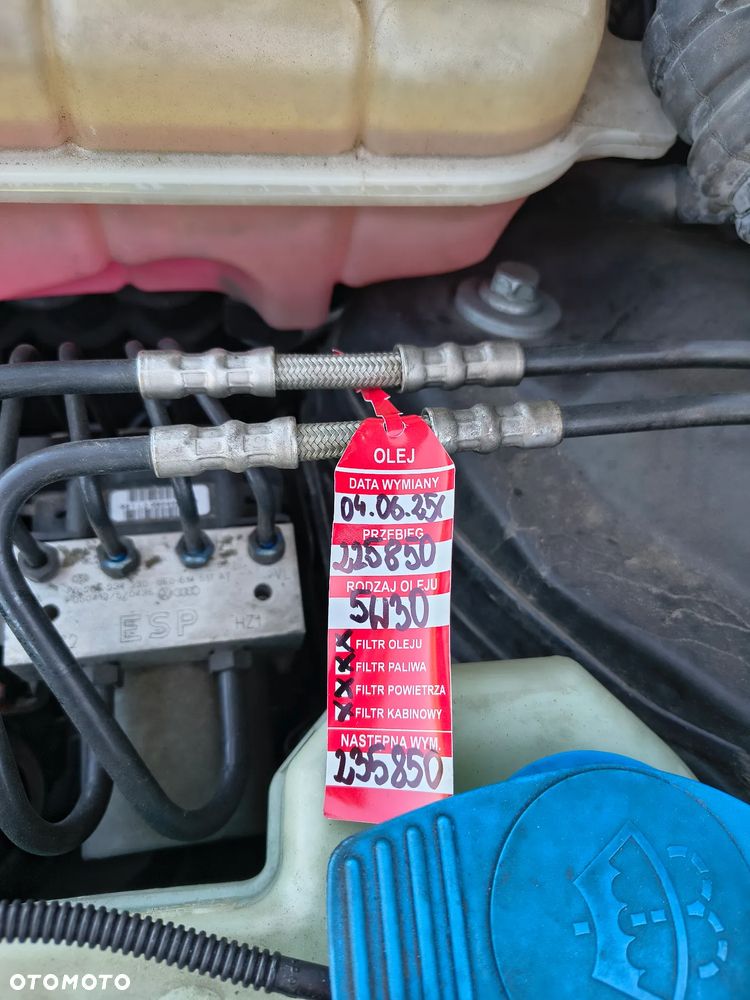 OLEJ
DATA WYMIANY
04.06.25r
PRZEBIEG
225850
RODZAJ OLEJU
5W30
x FILTR OLEJU
x FILTR PALIWA
x FILTR POWIETRZA
x FILTR KABINOWY
NASTĘPNA WYM.
235850
ESP
HZ1
OTOMOTO